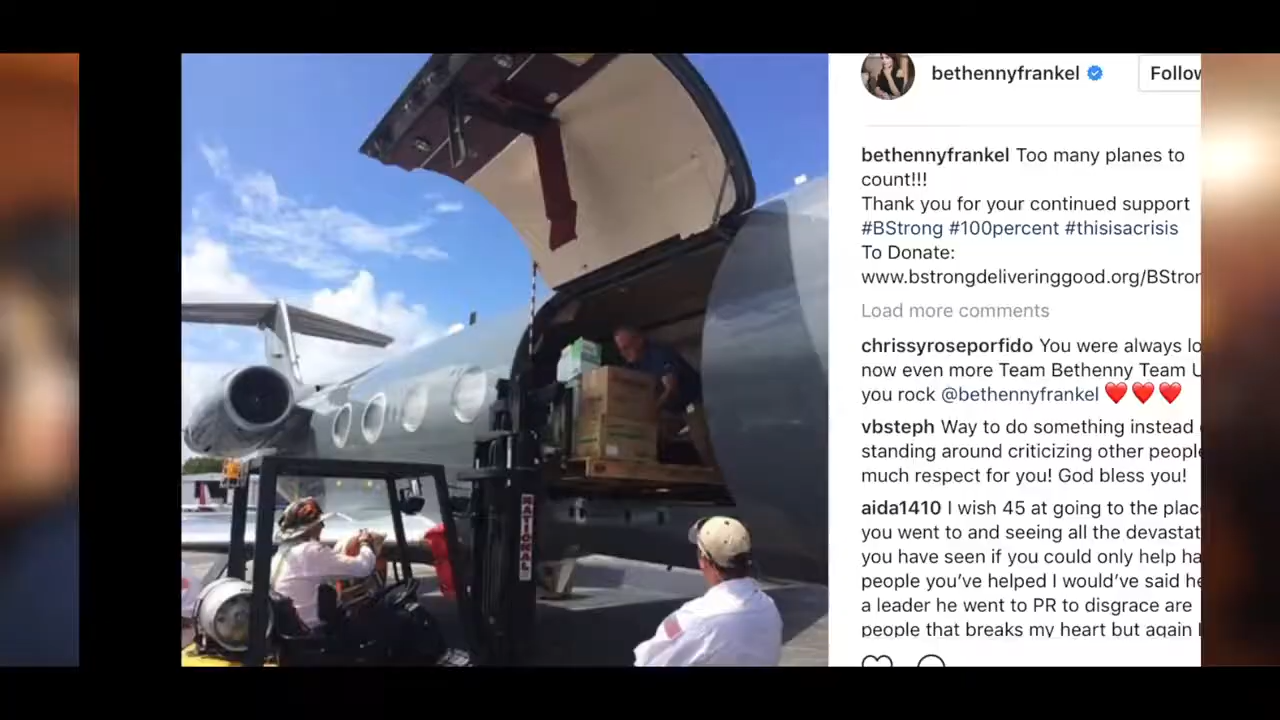 bethennyfrankel
Follow
bethennyfrankel Too many planes to
count!!!
Thank you for your continued support
#BStrong #100percent #thisisacrisis
To Donate:
www.bstrongdeliveringgood.org/BStron
Load more comments
chrissyroseporfido You were always lo
now even more Team Bethenny Team U
you rock @bethennyfrankel ❤️❤️❤️
vbsteph Way to do something instead
standing around criticizing other people
much respect for you! God bless you!
aida1410 I wish 45 at going to the plac
you went to and seeing all the devastat
you have seen if you could only help ha
people you've helped I would've said he
a leader he went to PR to disgrace are
people that breaks my heart but again
NATIONAL